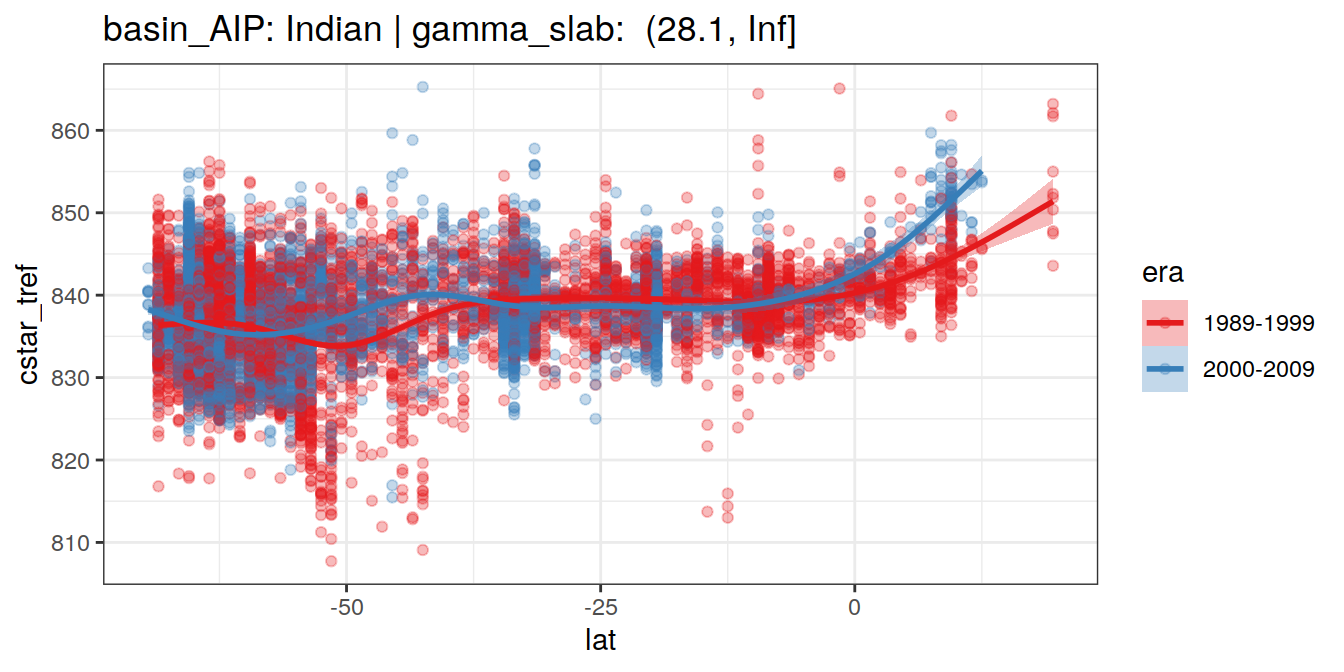 basin_AIP: Indian | gamma_slab:  (28.1, Inf]
860
850
840
830
820
810
cstar_tref
-50
-25
0
lat
era
1989-1999
2000-2009